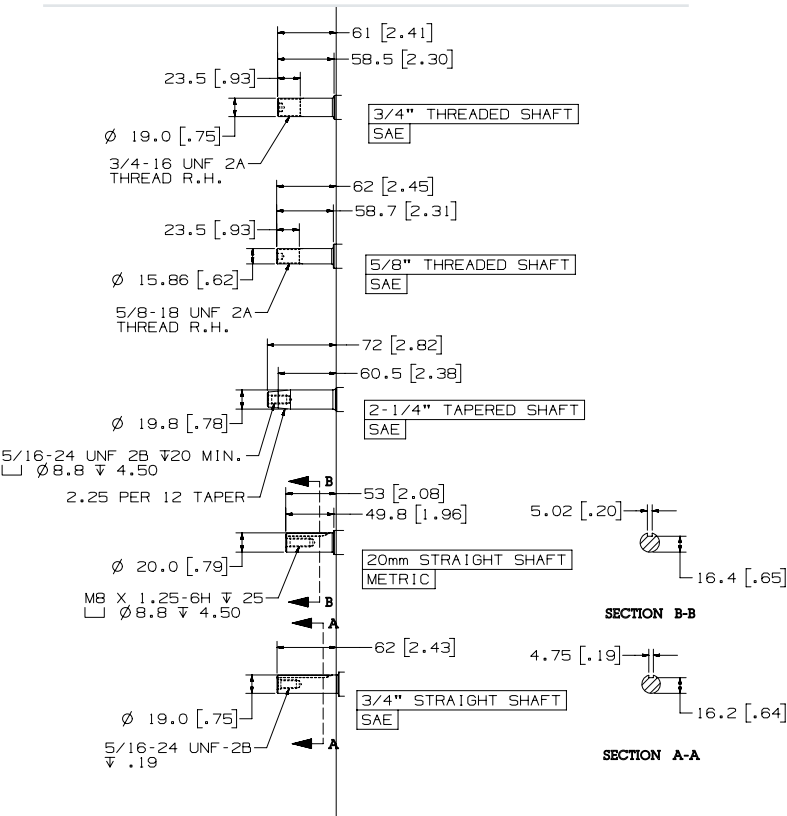 61 [2.41]
58.5 [2.30]
23.5 [.93]
3/4" THREADED SHAFT
SAE
Ø 19.0 [.75]
3/4-16 UNF 2A
THREAD R.H.
62 [2.45]
58.7 [2.31]
23.5 [.93]
5/8" THREADED SHAFT
SAE
Ø 15.86 [.62]
5/8-18 UNF 2A
THREAD R.H.
72 [2.82]
60.5 [2.38]
2-1/4" TAPERED SHAFT
SAE
Ø 19.8 [.78]
5/16-24 UNF 2B ↧20 MIN.
⌴ Ø8.8 ↧ 4.50
2.25 PER 12 TAPER
B
53 [2.08]
49.8 [1.96]
5.02 [.20]
20mm STRAIGHT SHAFT
METRIC
Ø 20.0 [.79]
16.4 [.65]
M8 X 1.25-6H ↧ 25
⌴ Ø8.8 ↧ 4.50
B
SECTION B-B
A
62 [2.43]
4.75 [.19]
3/4" STRAIGHT SHAFT
SAE
Ø 19.0 [.75]
16.2 [.64]
5/16-24 UNF-2B
↧ .19
A
SECTION A-A